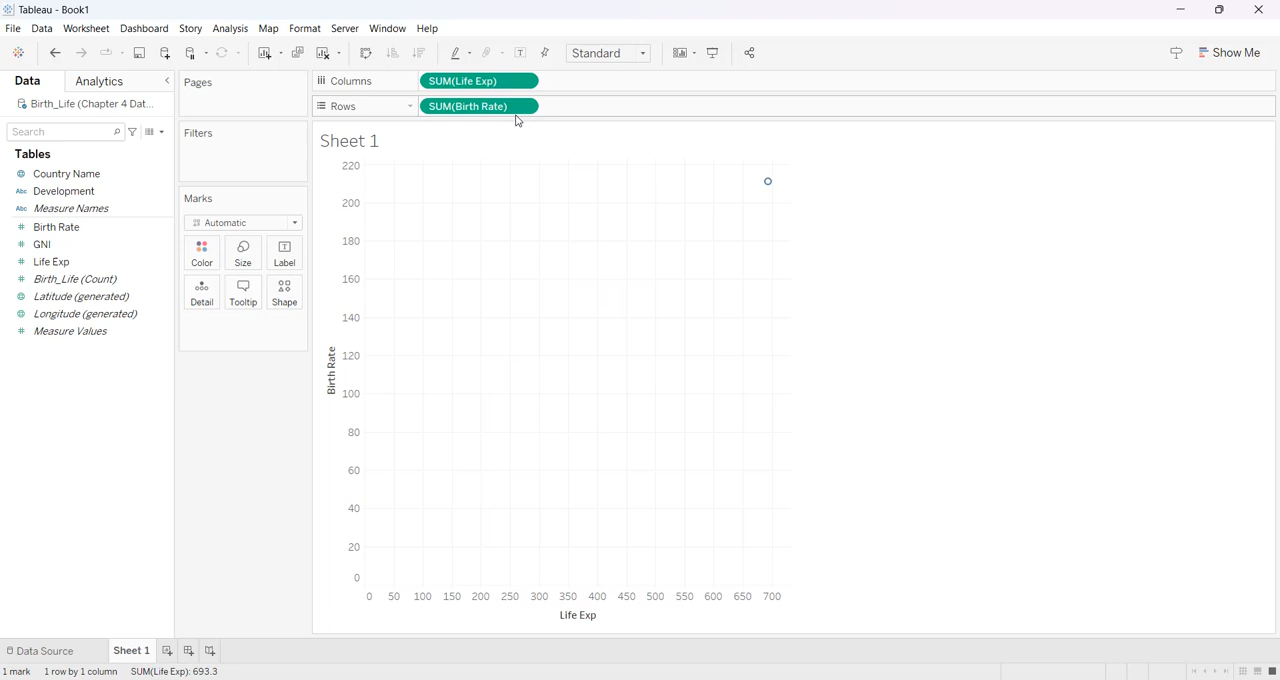 Tableau - Book1
File Data Worksheet Dashboard Story Analysis Map Format Server Window Help
Standard
Show Me
Data Analytics
Pages
Columns SUM(Life Exp)
Birth_Life (Chapter 4 Dat...
Rows SUM(Birth Rate)
Search
Filters
Tables
Sheet 1
Country Name
Abc Development
Abc Measure Names
Birth Rate
GNI
Life Exp
Birth_Life (Count)
Latitude (generated)
Longitude (generated)
Measure Values
Marks
Automatic
Color Size Label
Detail Tooltip Shape
220
200
180
160
140
120
100
80
60
40
20
0
Birth Rate
0 50 100 150 200 250 300 350 400 450 500 550 600 650 700
Life Exp
Data Source Sheet 1
1 mark 1 row by 1 column SUM(Life Exp): 693.3